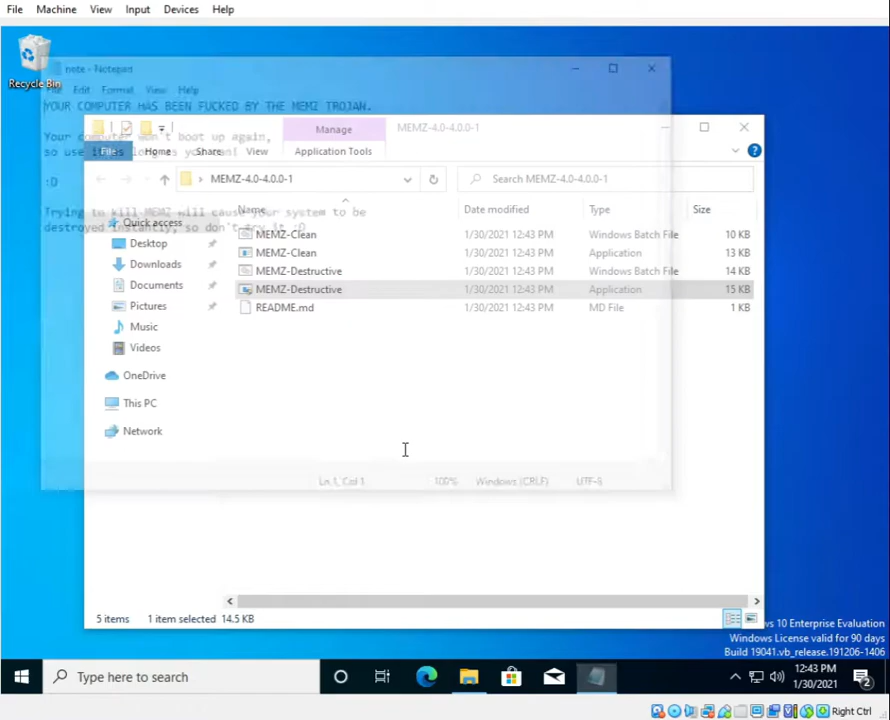 File Machine View Input Devices Help
Recycle Bin
note - Notepad
File Edit Format View Help
YOUR COMPUTER HAS BEEN FUCKED BY THE MEMZ TROJAN.
Your computer won't boot up again,
so use it as long as you can!
:D
Trying to kill MEMZ will cause your system to be
destroyed instantly, so don't try it :D
Ln 1, Col 1 100% Windows (CRLF) UTF-8
Manage MEMZ-4.0-4.0.0-1
File Home Share View Application Tools
MEMZ-4.0-4.0.0-1 Search MEMZ-4.0-4.0.0-1
Name Date modified Type Size
MEMZ-Clean 1/30/2021 12:43 PM Windows Batch File 10 KB
MEMZ-Clean 1/30/2021 12:43 PM Application 13 KB
MEMZ-Destructive 1/30/2021 12:43 PM Windows Batch File 14 KB
MEMZ-Destructive 1/30/2021 12:43 PM Application 15 KB
README.md 1/30/2021 12:43 PM MD File 1 KB
Quick access
Desktop
Downloads
Documents
Pictures
Music
Videos
OneDrive
This PC
Network
5 items 1 item selected 14.5 KB
ws 10 Enterprise Evaluation
Windows License valid for 90 days
Build 19041.vb_release.191206-1406
Type here to search
12:43 PM
1/30/2021
2
Right Ctrl